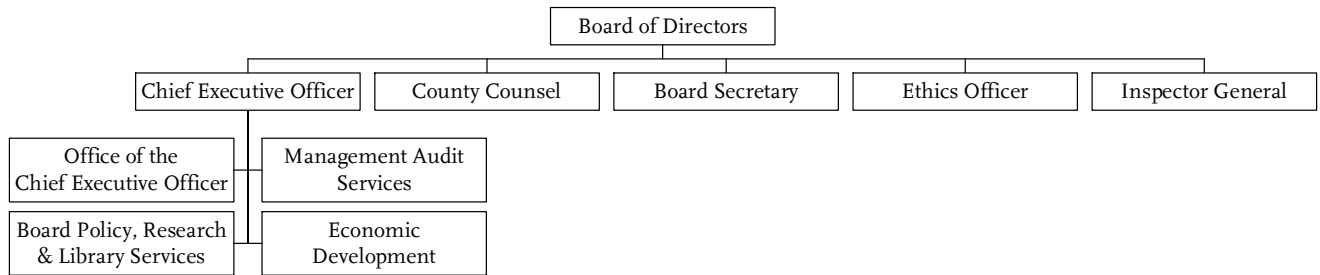 Board of Directors
Chief Executive Officer
County Counsel
Board Secretary
Ethics Officer
Inspector General
Office of the
Chief Executive Officer
Management Audit
Services
Board Policy, Research
& Library Services
Economic
Development